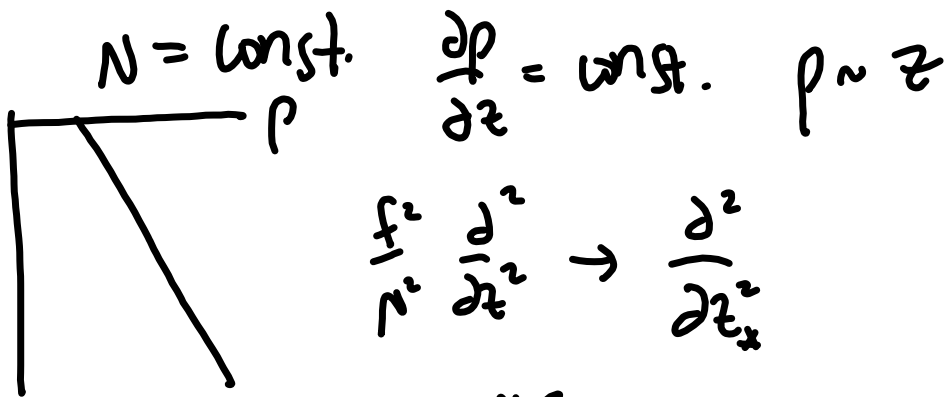 N = const. ∂ρ/∂z = const. ρ ~ z
ρ
f²/N² ∂²/∂z² → ∂²/∂z*²